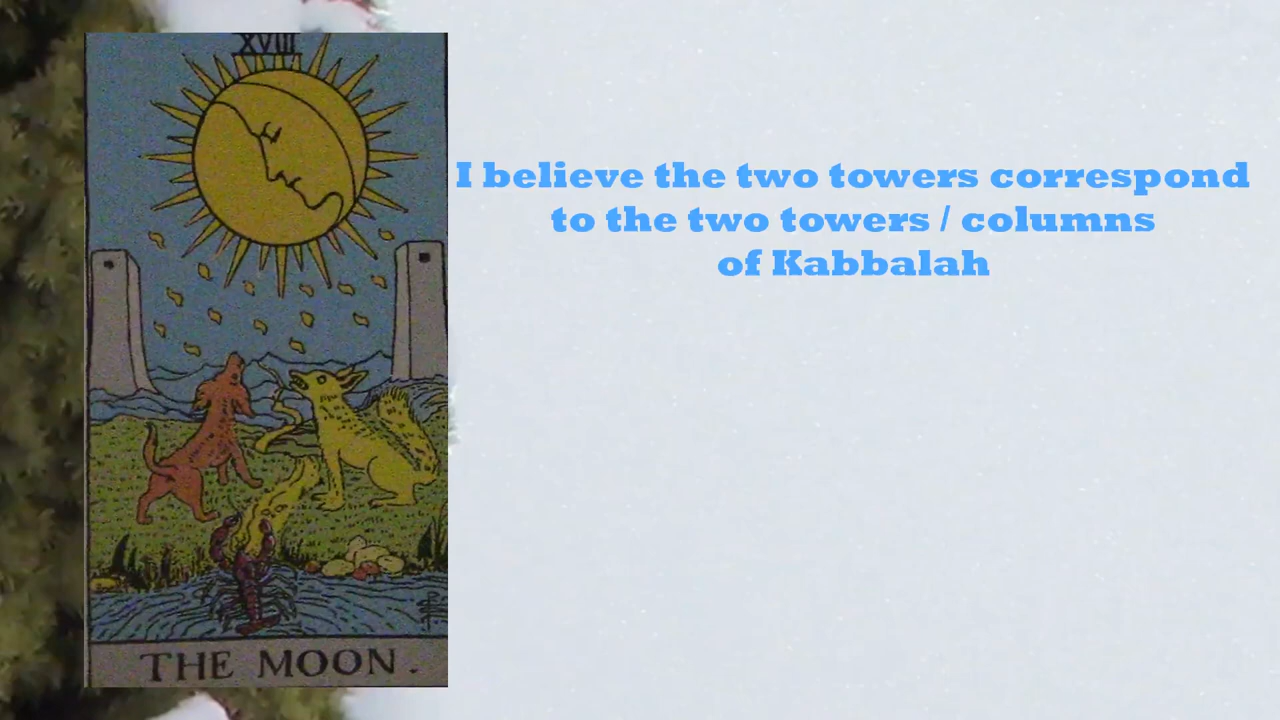 XVIII
I believe the two towers correspond
to the two towers / columns
of Kabbalah
THE MOON.